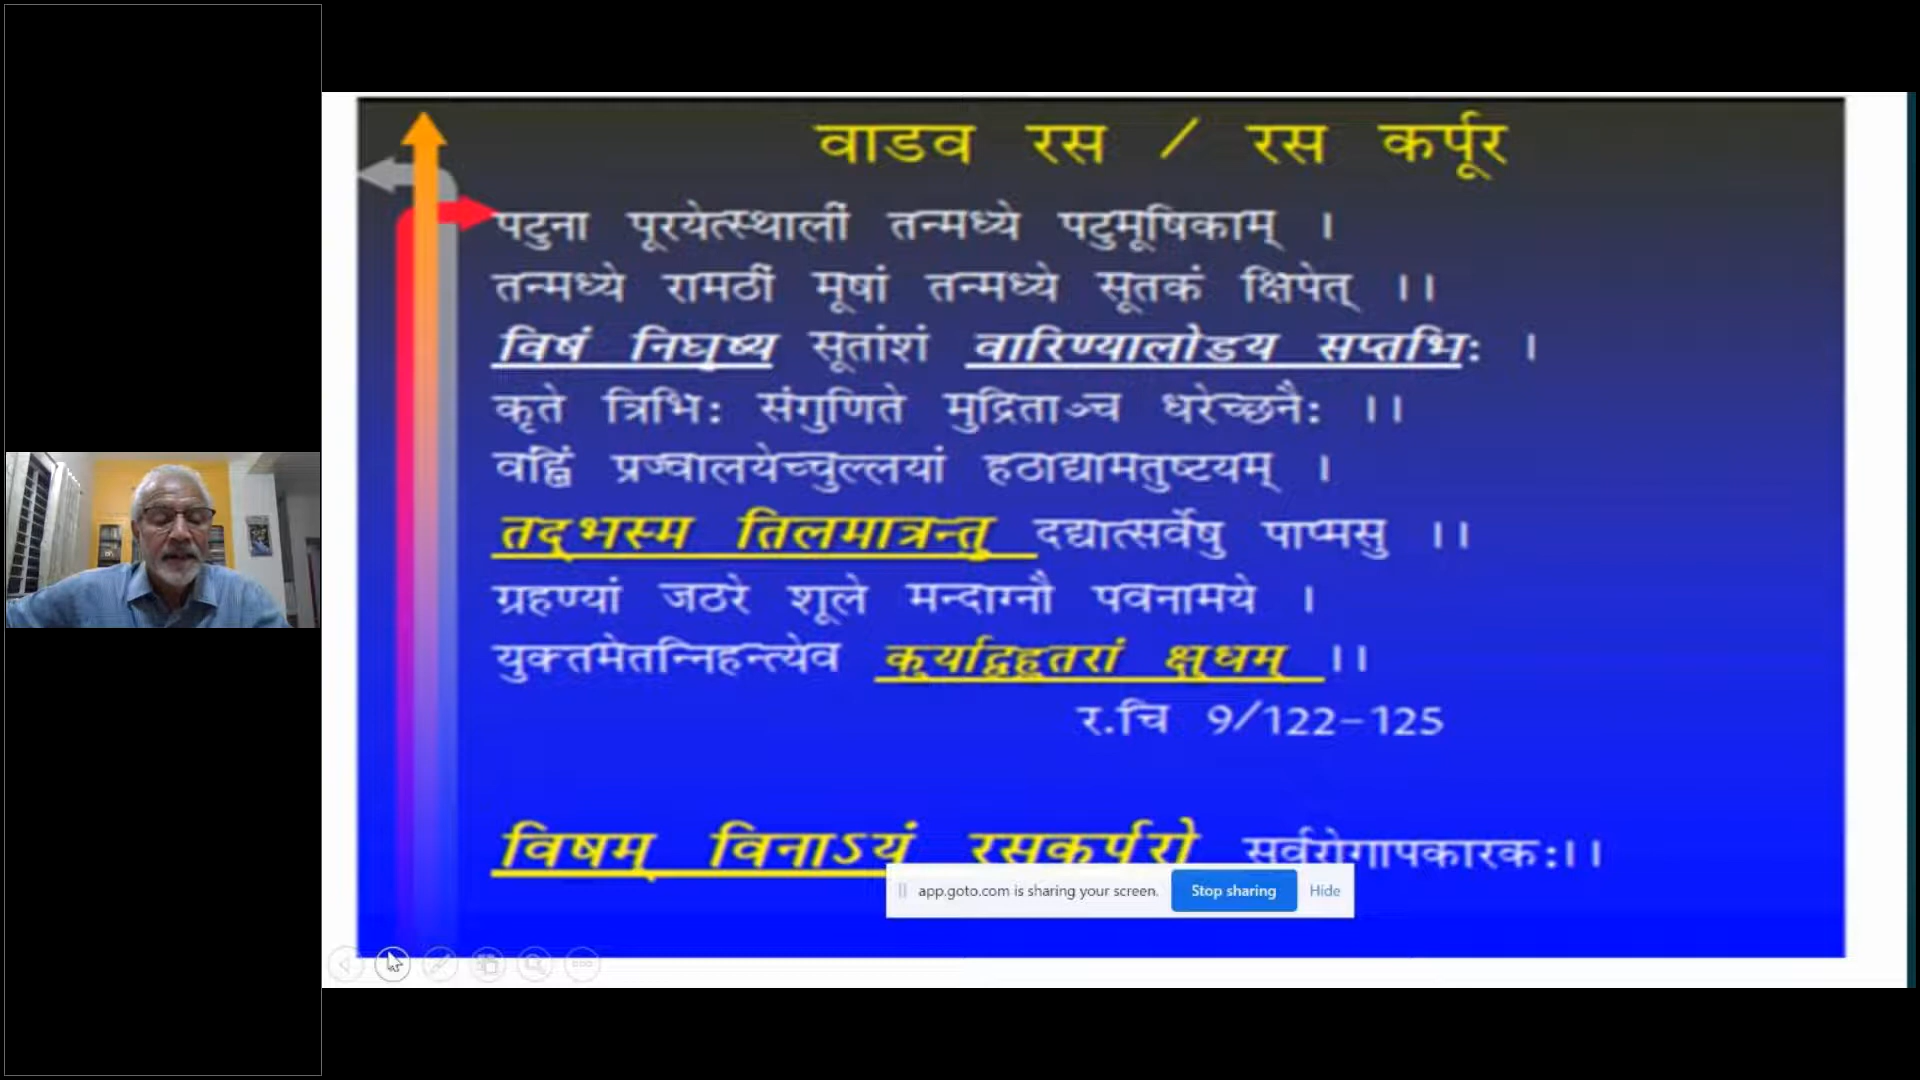 वाडव रस / रस कर्पूर
पटुना पूरयेत्स्थालीं तन्मध्ये पटुमूषिकाम् ।
तन्मध्ये रामठीं मूषां तन्मध्ये सूतकं क्षिपेत् ।।
विषं निघृष्य सूतांशं वारिण्यालोडय सप्तभिः ।
कृते त्रिभिः संगुणिते मुद्रिताञ्च धरेच्छनैः ।।
वह्निं प्रज्वालयेच्चुल्लयां हठाद्यामतुष्टयम् ।
तद्भस्म तिलमात्रन्तु दद्यात्सर्वेषु पाप्मसु ।।
ग्रहण्यां जठरे शूले मन्दाग्नौ पवनामये ।
युक्तमेतन्निहन्त्येव कुर्याद्बहुतरां क्षुधम् ।।
र.चि 9/122-125
विषम् विनाऽयं रसकर्पूरो सर्वरोगापकारकः।।
app.goto.com is sharing your screen. Stop sharing Hide